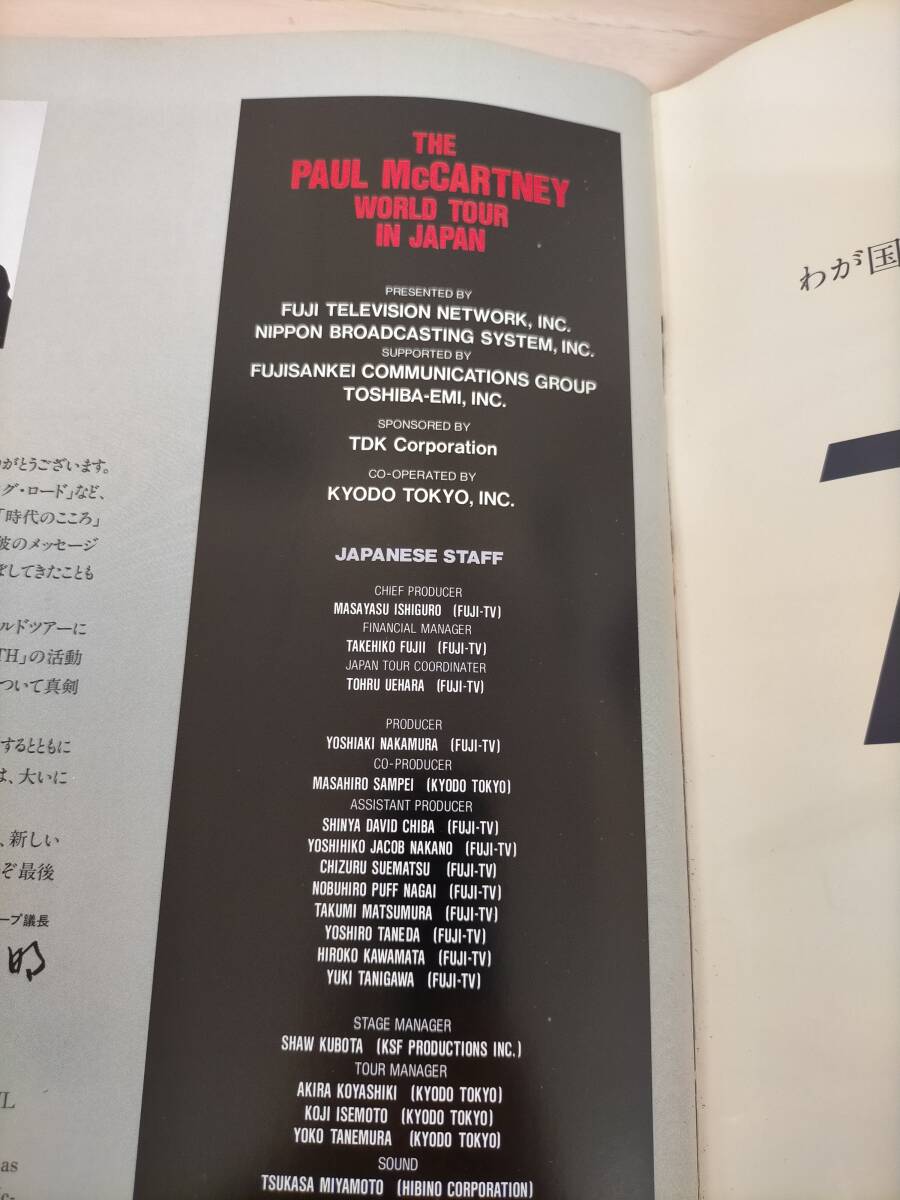 THE
PAUL McCARTNEY
WORLD TOUR
IN JAPAN
PRESENTED BY
FUJI TELEVISION NETWORK, INC.
NIPPON BROADCASTING SYSTEM, INC.
SUPPORTED BY
FUJISANKEI COMMUNICATIONS GROUP
TOSHIBA-EMI, INC.
SPONSORED BY
TDK Corporation
CO-OPERATED BY
KYODO TOKYO, INC.
JAPANESE STAFF
CHIEF PRODUCER
MASAYASU ISHIGURO (FUJI-TV)
FINANCIAL MANAGER
TAKEHIKO FUJII (FUJI-TV)
JAPAN TOUR COORDINATER
TOHRU UEHARA (FUJI-TV)
PRODUCER
YOSHIAKI NAKAMURA (FUJI-TV)
CO-PRODUCER
MASAHIRO SAMPEI (KYODO TOKYO)
ASSISTANT PRODUCER
SHINYA DAVID CHIBA (FUJI-TV)
YOSHIHIKO JACOB NAKANO (FUJI-TV)
CHIZURU SUEMATSU (FUJI-TV)
NOBUHIRO PUFF NAGAI (FUJI-TV)
TAKUMI MATSUMURA (FUJI-TV)
YOSHIRO TANEDA (FUJI-TV)
HIROKO KAWAMATA (FUJI-TV)
YUKI TANIGAWA (FUJI-TV)
STAGE MANAGER
SHAW KUBOTA (KSF PRODUCTIONS INC.)
TOUR MANAGER
AKIRA KOYASHIKI (KYODO TOKYO)
KOJI ISEMOTO (KYODO TOKYO)
YOKO TANEMURA (KYODO TOKYO)
SOUND
TSUKASA MIYAMOTO (HIBINO CORPORATION)
がとうございます。
グ・ロード」など、
「時代のこころ」
彼のメッセージ
ぼしてきたことも
ルドツアーに
TH」の活動
ついて真剣
するとともに
は、大いに
、新しい
ぞ最後
ープ議長
明
as
わが国